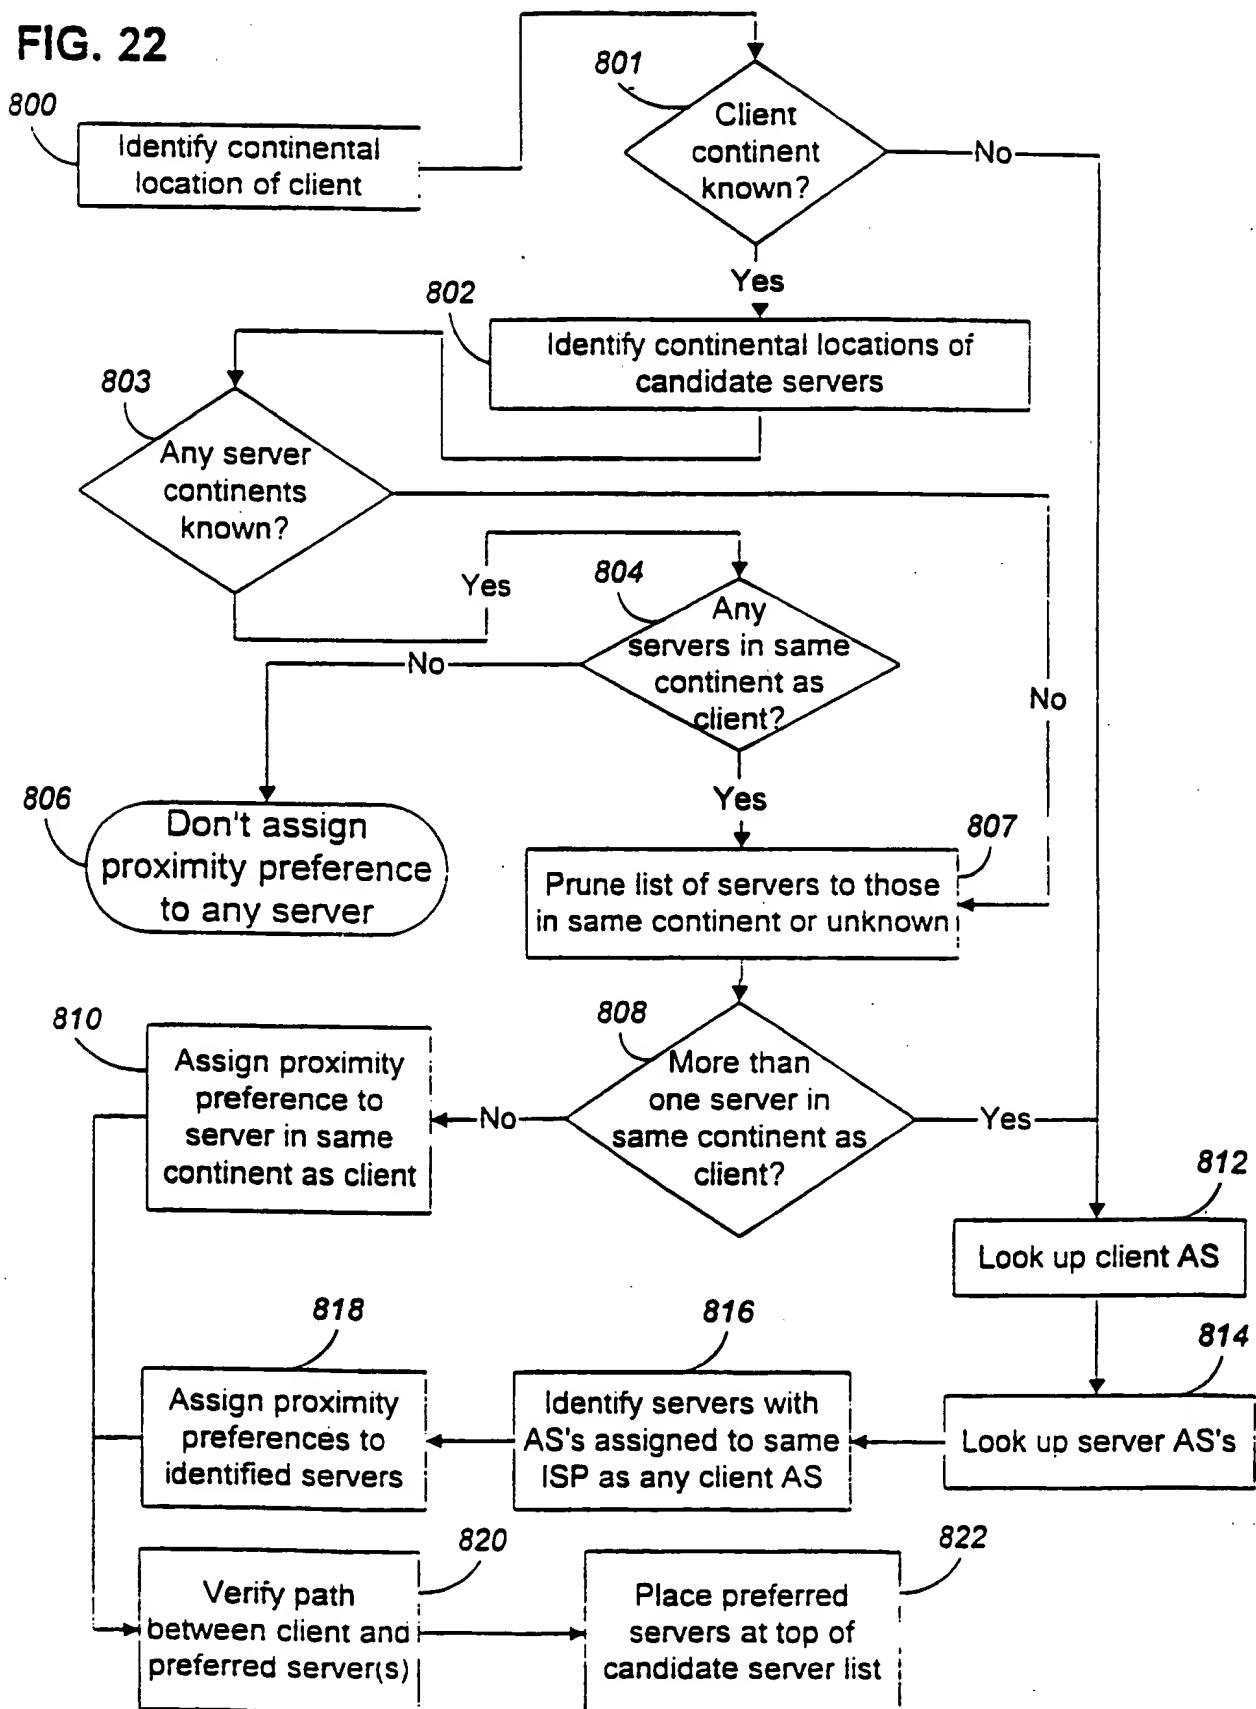 FIG. 22
800
Identify continental
location of client
801
Client
continent
known?
No
Yes
802
Identify continental locations of
candidate servers
803
Any server
continents
known?
Yes
804
Any
servers in same
continent as
client?
No
No
Yes
806
Don't assign
proximity preference
to any server
807
Prune list of servers to those
in same continent or unknown
808
More than
one server in
same continent as
client?
No
Yes
810
Assign proximity
preference to
server in same
continent as client
812
Look up client AS
814
Look up server AS's
816
Identify servers with
AS's assigned to same
ISP as any client AS
818
Assign proximity
preferences to
identified servers
820
Verify path
between client and
preferred server(s)
822
Place preferred
servers at top of
candidate server list